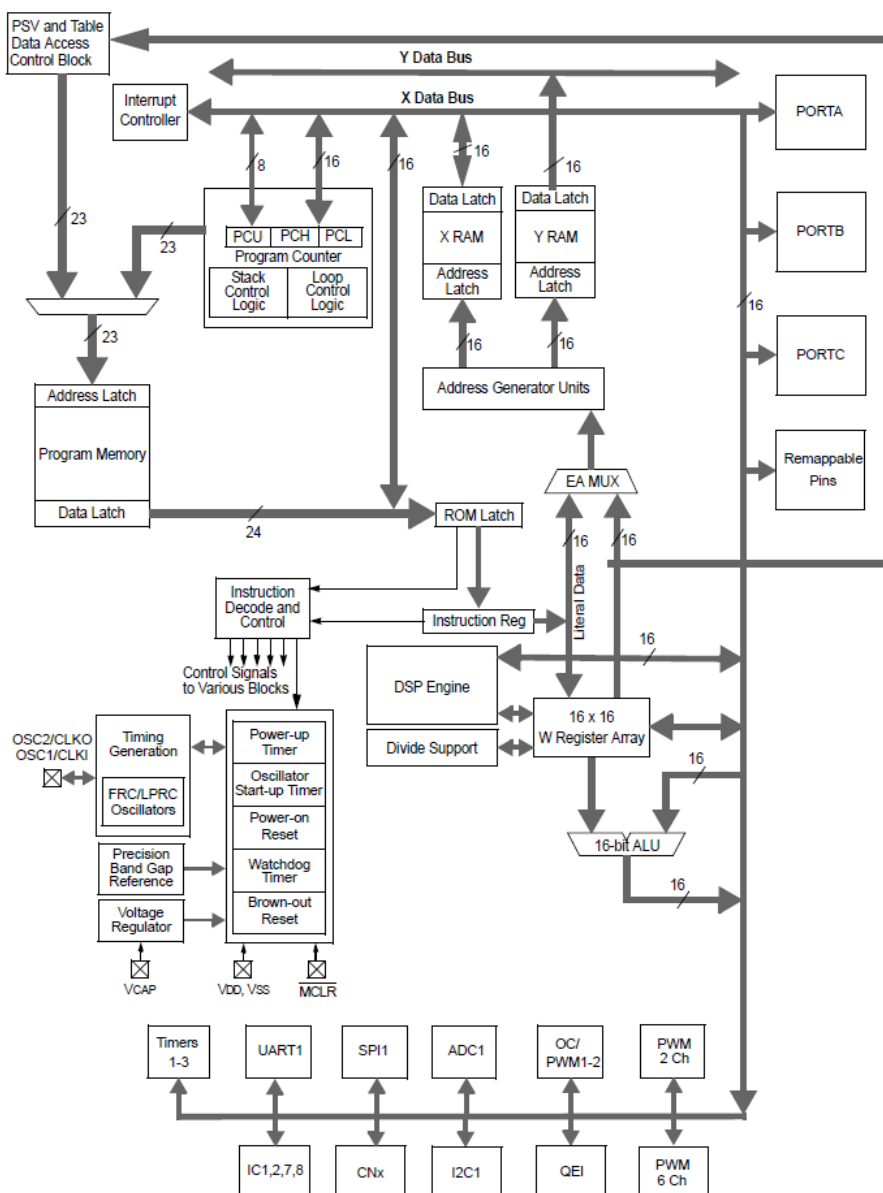 PSV and Table
Data Access
Control Block
Y Data Bus
Interrupt
Controller
X Data Bus
PORTA
8
16
16
16
16
23
23
PCU
PCH
PCL
Program Counter
Stack
Control
Logic
Loop
Control
Logic
Data Latch
X RAM
Address
Latch
Data Latch
Y RAM
Address
Latch
PORTB
16
23
16
16
PORTC
Address Generator Units
Address Latch
Program Memory
Data Latch
24
ROM Latch
EA MUX
16
16
Remappable
Pins
Literal Data
Instruction
Decode and
Control
Instruction Reg
Control Signals
to Various Blocks
16
DSP Engine
Divide Support
16 x 16
W Register Array
16
16-bit ALU
16
OSC2/CLKO
OSC1/CLKI
Timing
Generation
FRC/LPRC
Oscillators
Precision
Band Gap
Reference
Voltage
Regulator
Power-up
Timer
Oscillator
Start-up Timer
Power-on
Reset
Watchdog
Timer
Brown-out
Reset
VCAP
VDD, VSS
MCLR
Timers
1-3
UART1
SPI1
ADC1
OC/
PWM1-2
PWM
2 Ch
IC1,2,7,8
CNx
I2C1
QEI
PWM
6 Ch